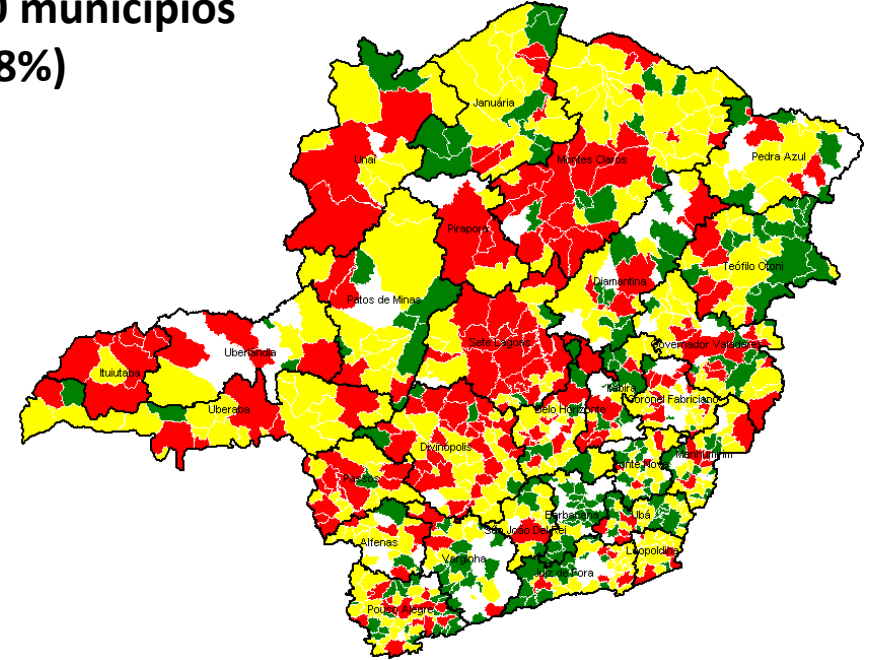 0 municípios
8%)
Januária
Montes Claros
Pedra Azul
Unaí
Pirapora
Teófilo Otoni
Diamantina
Patos de Minas
Sete Lagoas
Governador Valadares
Uberlândia
Ituiutaba
Itabira
Coronel Fabriciano
Uberaba
Belo Horizonte
Divinópolis
Manhumirim
Ponte Nova
Passos
Barbacena
Ubá
São João Del Rei
Alfenas
Leopoldina
Varginha
Juiz de Fora
Pouso Alegre